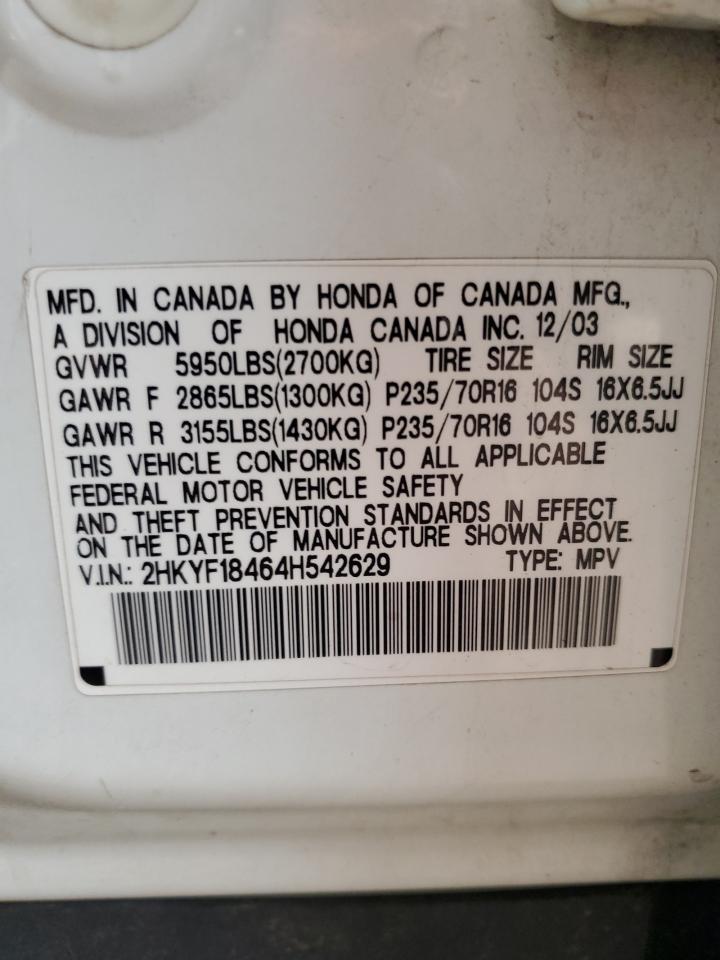 MFD. IN CANADA BY HONDA OF CANADA MFG.,
A DIVISION OF HONDA CANADA INC. 12/03
GVWR 5950LBS(2700KG) TIRE SIZE RIM SIZE
GAWR F 2865LBS(1300KG) P235/70R16 104S 16X6.5JJ
GAWR R 3155LBS(1430KG) P235/70R16 104S 16X6.5JJ
THIS VEHICLE CONFORMS TO ALL APPLICABLE
FEDERAL MOTOR VEHICLE SAFETY
AND THEFT PREVENTION STANDARDS IN EFFECT
ON THE DATE OF MANUFACTURE SHOWN ABOVE.
V.I.N.: 2HKYF18464H542629 TYPE: MPV